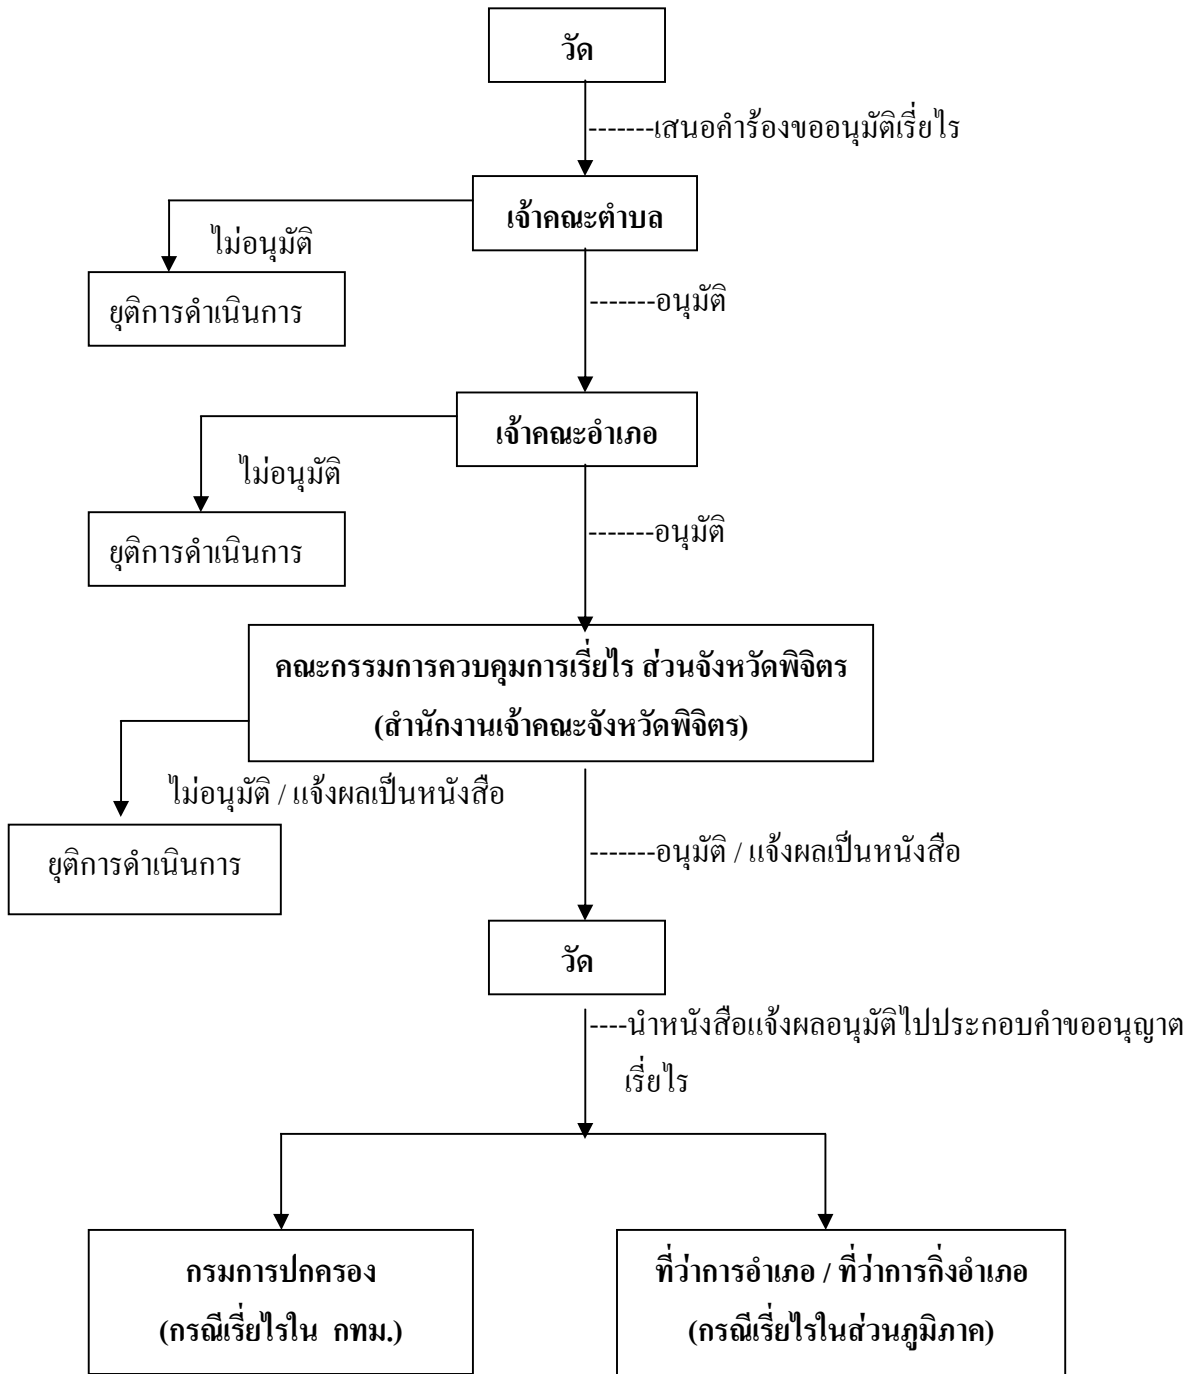 วัด
-------เสนอคำร้องขออนุมัติเรี่ยไร
เจ้าคณะตำบล
ไม่อนุมัติ
-------อนุมัติ
ยุติการดำเนินการ
เจ้าคณะอำเภอ
ไม่อนุมัติ
-------อนุมัติ
ยุติการดำเนินการ
คณะกรรมการควบคุมการเรี่ยไร ส่วนจังหวัดพิจิตร
(สำนักงานเจ้าคณะจังหวัดพิจิตร)
ไม่อนุมัติ / แจ้งผลเป็นหนังสือ
-------อนุมัติ / แจ้งผลเป็นหนังสือ
ยุติการดำเนินการ
วัด
----นำหนังสือแจ้งผลอนุมัติไปประกอบคำขออนุญาต
เรี่ยไร
กรมการปกครอง
(กรณีเรี่ยไรใน กทม.)
ที่ว่าการอำเภอ / ที่ว่าการกิ่งอำเภอ
(กรณีเรี่ยไรในส่วนภูมิภาค)